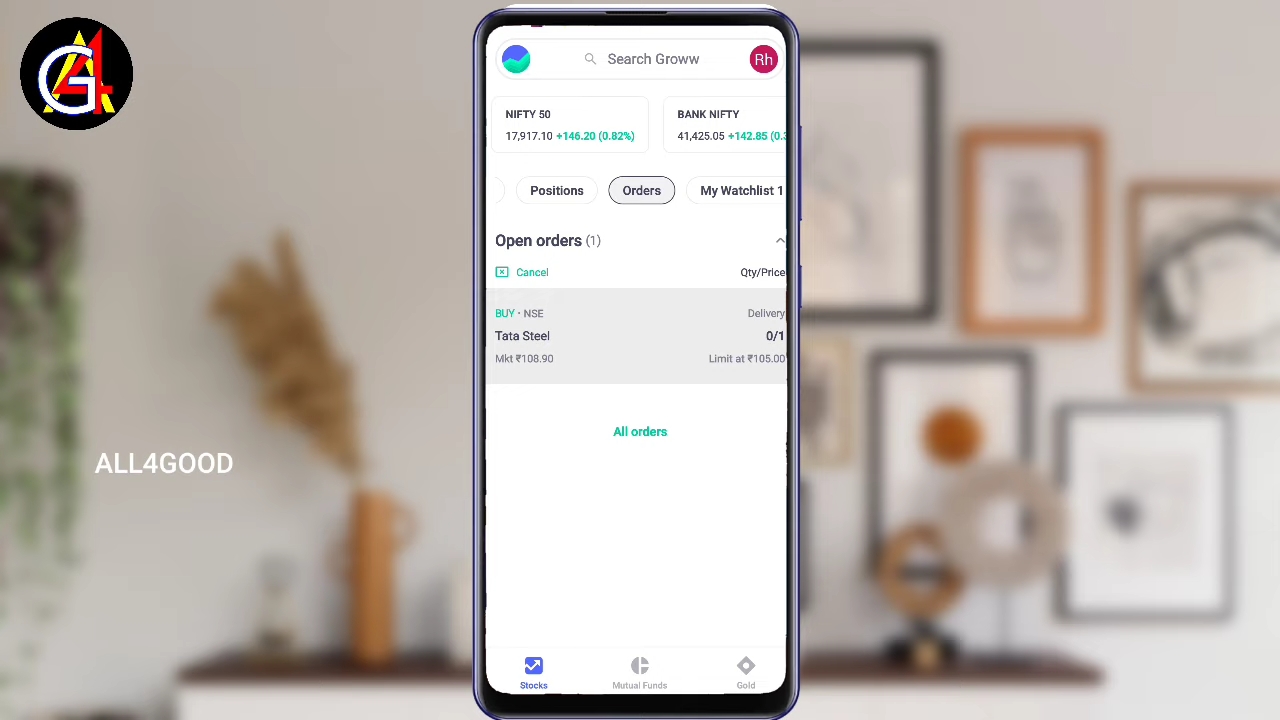 G4A
Search Groww
Rh
NIFTY 50
BANK NIFTY
17,917.10 +146.20 (0.82%)
41,425.05 +142.85 (0.3
Positions
Orders
My Watchlist 1
Open orders (1)
Cancel
Qty/Price
BUY · NSE
Delivery
Tata Steel
0/1
Mkt ₹108.90
Limit at ₹105.00
All orders
ALL4GOOD
Stocks
Mutual Funds
Gold